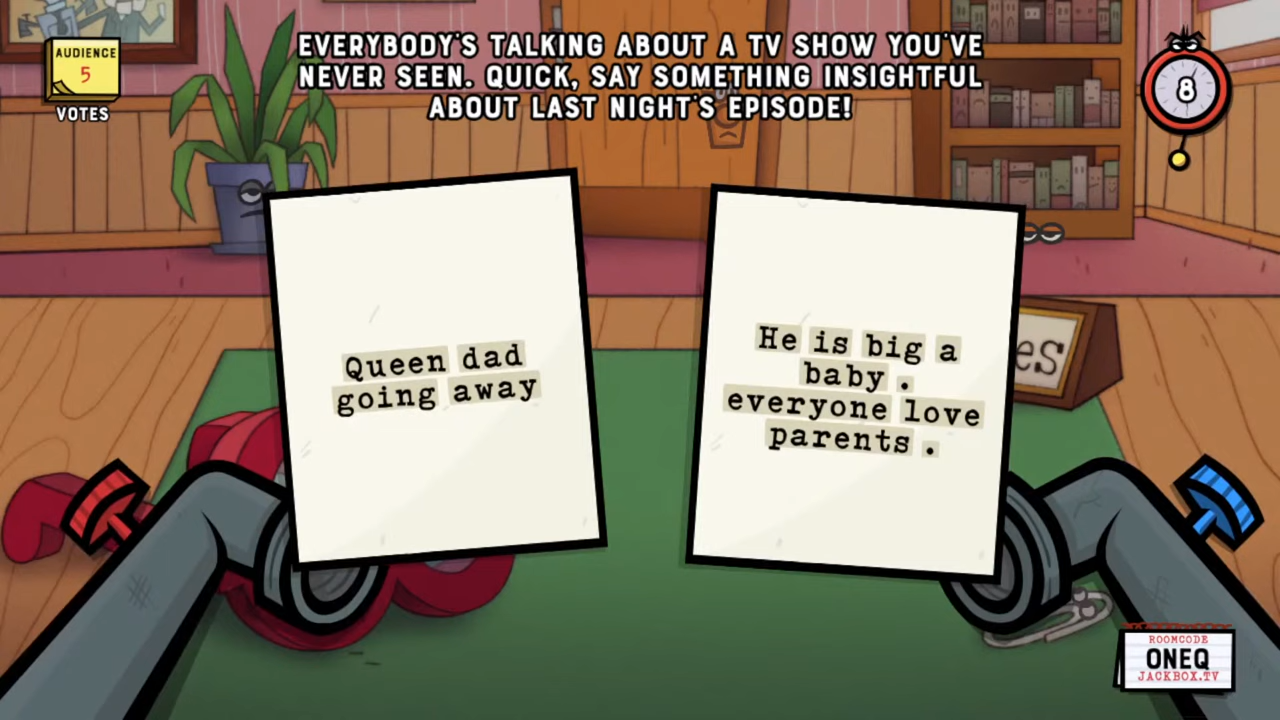 AUDIENCE
5
VOTES
EVERYBODY'S TALKING ABOUT A TV SHOW YOU'VE
NEVER SEEN. QUICK, SAY SOMETHING INSIGHTFUL
ABOUT LAST NIGHT'S EPISODE!
8
Queen dad
going away
He is big a
baby .
everyone love
parents .
es
ROOMCODE
ONEQ
JACKBOX.TV